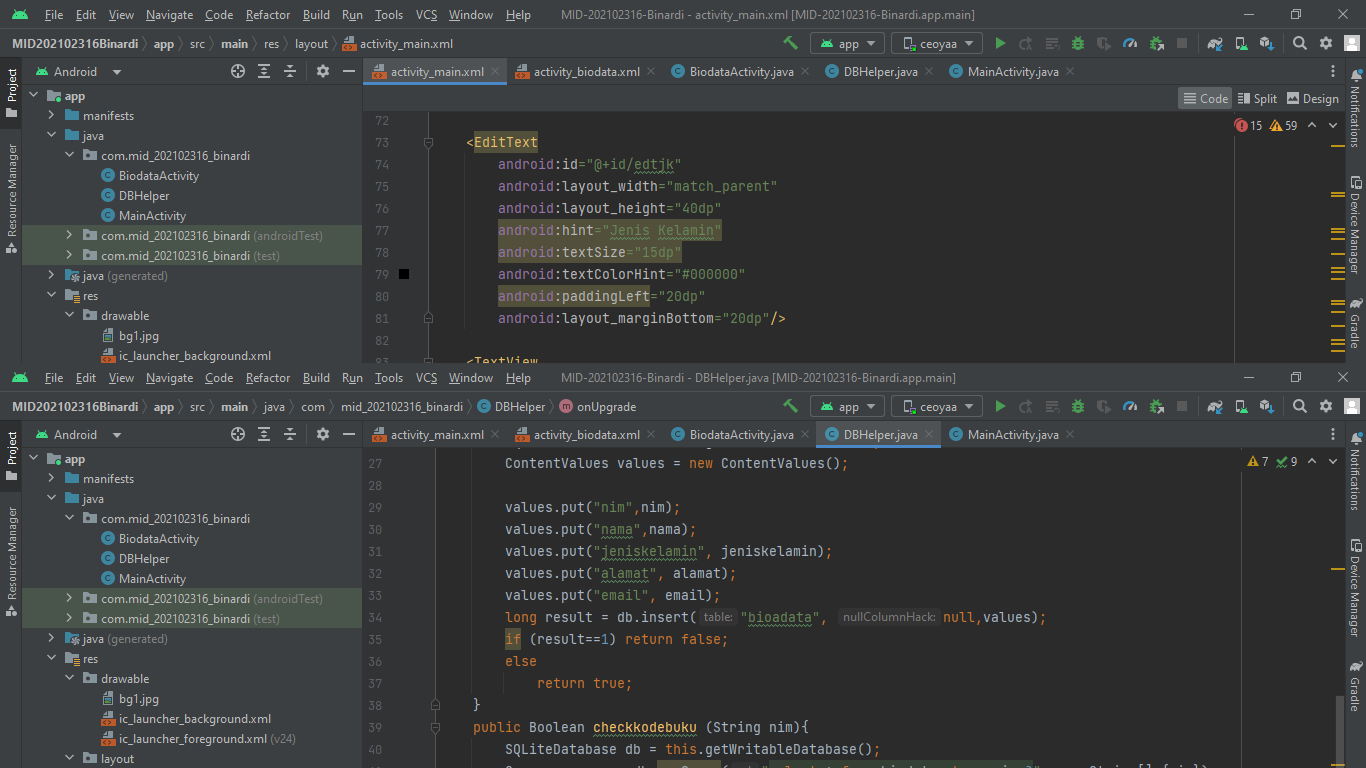 File Edit View Navigate Code Refactor Build Run Tools VCS Window Help MID-202102316-Binardi - activity_main.xml [MID-202102316-Binardi.app.main]
MID202102316Binardi app src main res layout activity_main.xml app ceoyaa
Android activity_main.xml activity_biodata.xml BiodataActivity.java DBHelper.java MainActivity.java
Project
Resource Manager
Notifications
Device Manager
Gradle
app
manifests
java
com.mid_202102316_binardi
BiodataActivity
DBHelper
MainActivity
com.mid_202102316_binardi (androidTest)
com.mid_202102316_binardi (test)
java (generated)
res
drawable
bg1.jpg
ic_launcher_background.xml
Code Split Design
15 59
72
73 <EditText
74 android:id="@+id/edtjk"
75 android:layout_width="match_parent"
76 android:layout_height="40dp"
77 android:hint="Jenis Kelamin"
78 android:textSize="15dp"
79 android:textColorHint="#000000"
80 android:paddingLeft="20dp"
81 android:layout_marginBottom="20dp"/>
82
83 <TextView
File Edit View Navigate Code Refactor Build Run Tools VCS Window Help MID-202102316-Binardi - DBHelper.java [MID-202102316-Binardi.app.main]
MID202102316Binardi app src main java com mid_202102316_binardi DBHelper onUpgrade app ceoyaa
Android activity_main.xml activity_biodata.xml BiodataActivity.java DBHelper.java MainActivity.java
Project
Resource Manager
Notifications
Device Manager
Gradle
app
manifests
java
com.mid_202102316_binardi
BiodataActivity
DBHelper
MainActivity
com.mid_202102316_binardi (androidTest)
com.mid_202102316_binardi (test)
java (generated)
res
drawable
bg1.jpg
ic_launcher_background.xml
ic_launcher_foreground.xml (v24)
layout
7 9
27 ContentValues values = new ContentValues();
28
29 values.put("nim",nim);
30 values.put("nama",nama);
31 values.put("jeniskelamin", jeniskelamin);
32 values.put("alamat", alamat);
33 values.put("email", email);
34 long result = db.insert( table: "bioadata", nullColumnHack: null,values);
35 if (result==1) return false;
36 else
37 return true;
38 }
39 public Boolean checkkodebuku (String nim){
40 SQLiteDatabase db = this.getWritableDatabase();